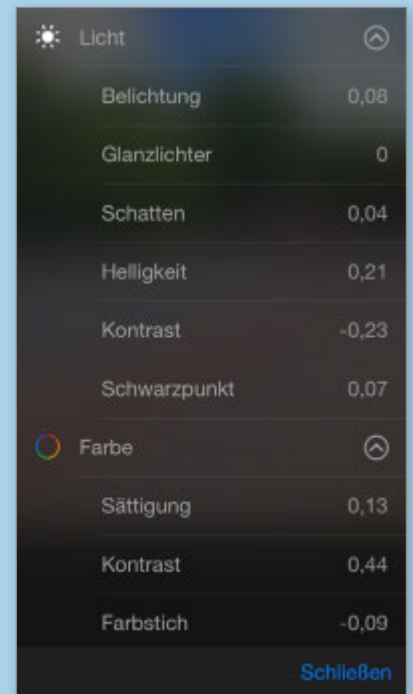 Licht
Belichtung 0,08
Glanzlichter 0
Schatten 0,04
Helligkeit 0,21
Kontrast -0,23
Schwarzpunkt 0,07
Farbe
Sättigung 0,13
Kontrast 0,44
Farbstich -0,09
Schließen